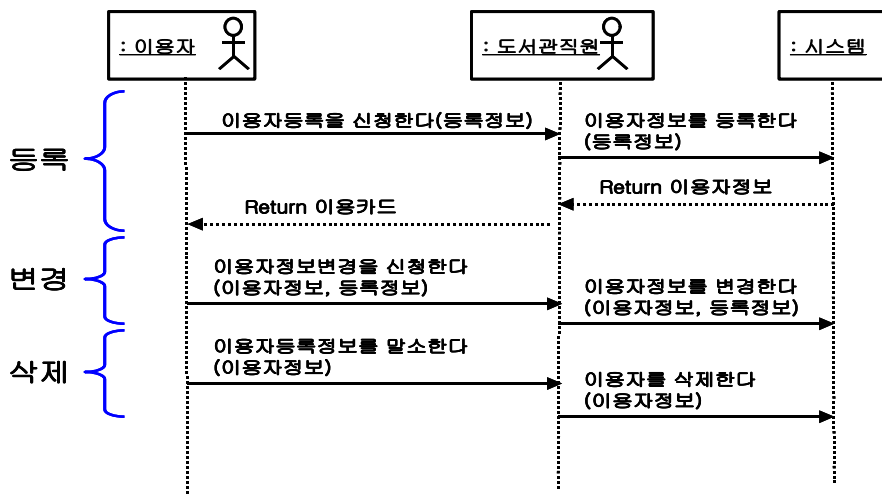 : 이용자
: 도서관직원
: 시스템
등록
이용자등록을 신청한다(등록정보)
이용자정보를 등록한다
(등록정보)
Return 이용자정보
Return 이용카드
변경
이용자정보변경을 신청한다
(이용자정보, 등록정보)
이용자정보를 변경한다
(이용자정보, 등록정보)
삭제
이용자등록정보를 말소한다
(이용자정보)
이용자를 삭제한다
(이용자정보)